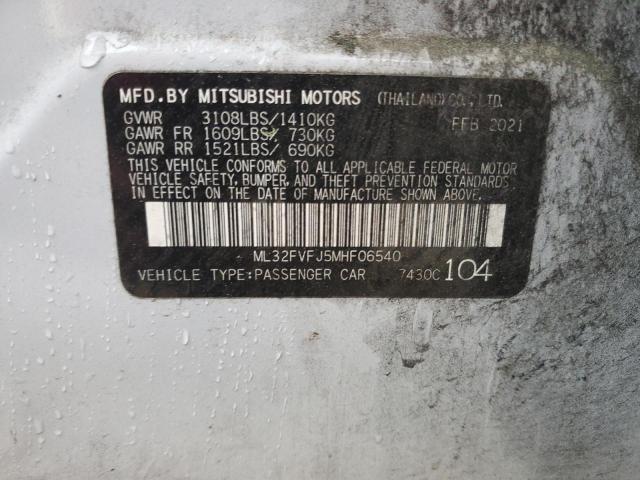 MFD.BY MITSUBISHI MOTORS (THAILAND)CO.,LTD.
GVWR 3108LBS/1410KG FEB 2021
GAWR FR 1609LBS/ 730KG
GAWR RR 1521LBS/ 690KG
THIS VEHICLE CONFORMS TO ALL APPLICABLE FEDERAL MOTOR
VEHICLE SAFETY, BUMPER, AND THEFT PREVENTION STANDARDS
IN EFFECT ON THE DATE OF MANUFACTURE SHOWN ABOVE.
ML32FVFJ5MHF06540
VEHICLE TYPE:PASSENGER CAR 7430C 104